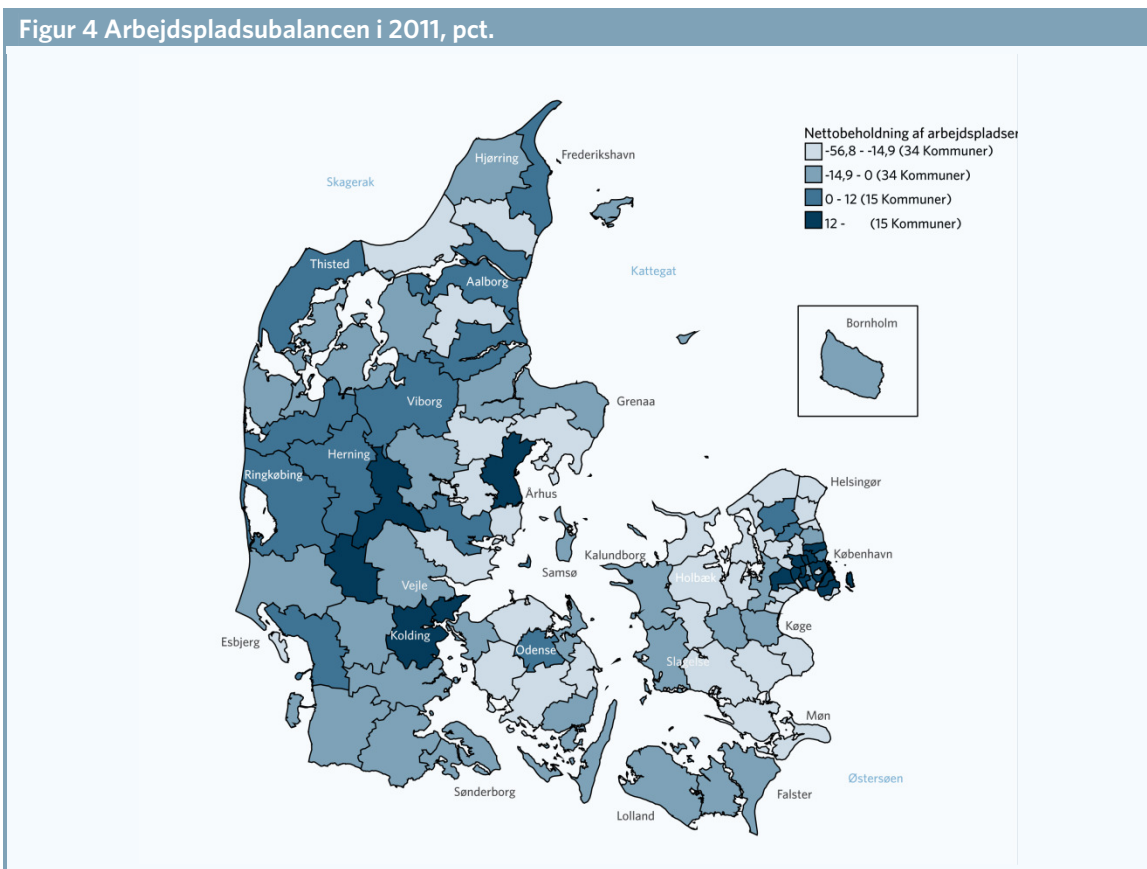 Figur 4 Arbejdspladsubalancen i 2011, pct.
Nettobeholdning af arbejdspladser
-56,8 - -14,9 (34 Kommuner)
-14,9 - 0 (34 Kommuner)
0 - 12 (15 Kommuner)
12 - (15 Kommuner)
Hjørring
Frederikshavn
Skagerak
Thisted
Aalborg
Kattegat
Bornholm
Viborg
Grenaa
Herning
Ringkøbing
Århus
Helsingør
København
Kalundborg
Samsø
Holbæk
Vejle
Køge
Esbjerg
Kolding
Odense
Slagelse
Møn
Østersøen
Sønderborg
Falster
Lolland